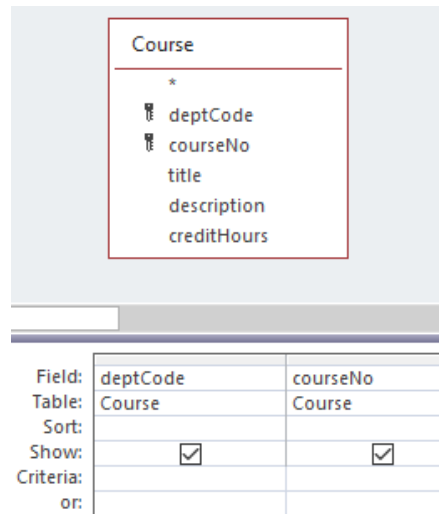 Course
*
deptCode
courseNo
title
description
creditHours
Field: deptCode courseNo
Table: Course Course
Sort:
Show:
Criteria:
or: